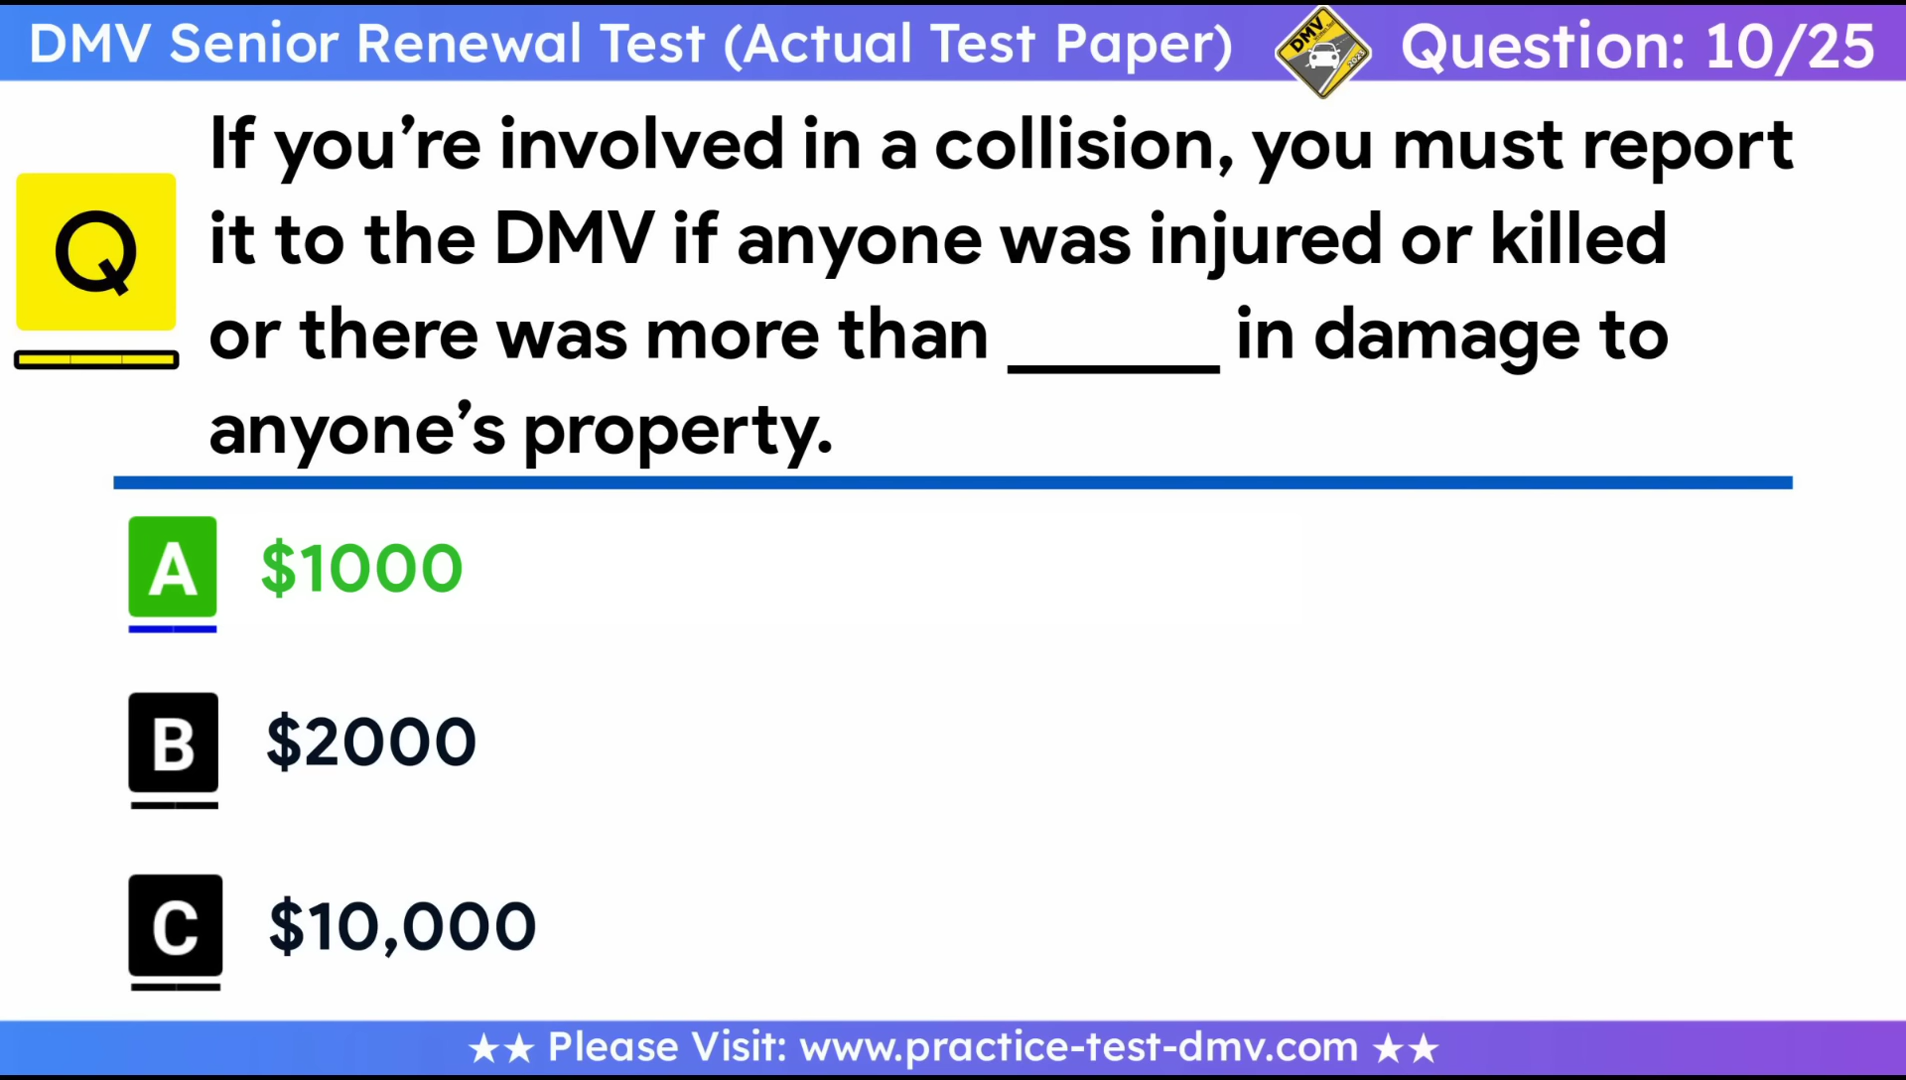 DMV Senior Renewal Test (Actual Test Paper)
DMV
2023
Question: 10/25
Q
If you’re involved in a collision, you must report
it to the DMV if anyone was injured or killed
or there was more than ______ in damage to
anyone’s property.
A $1000
B $2000
C $10,000
★★ Please Visit: www.practice-test-dmv.com ★★